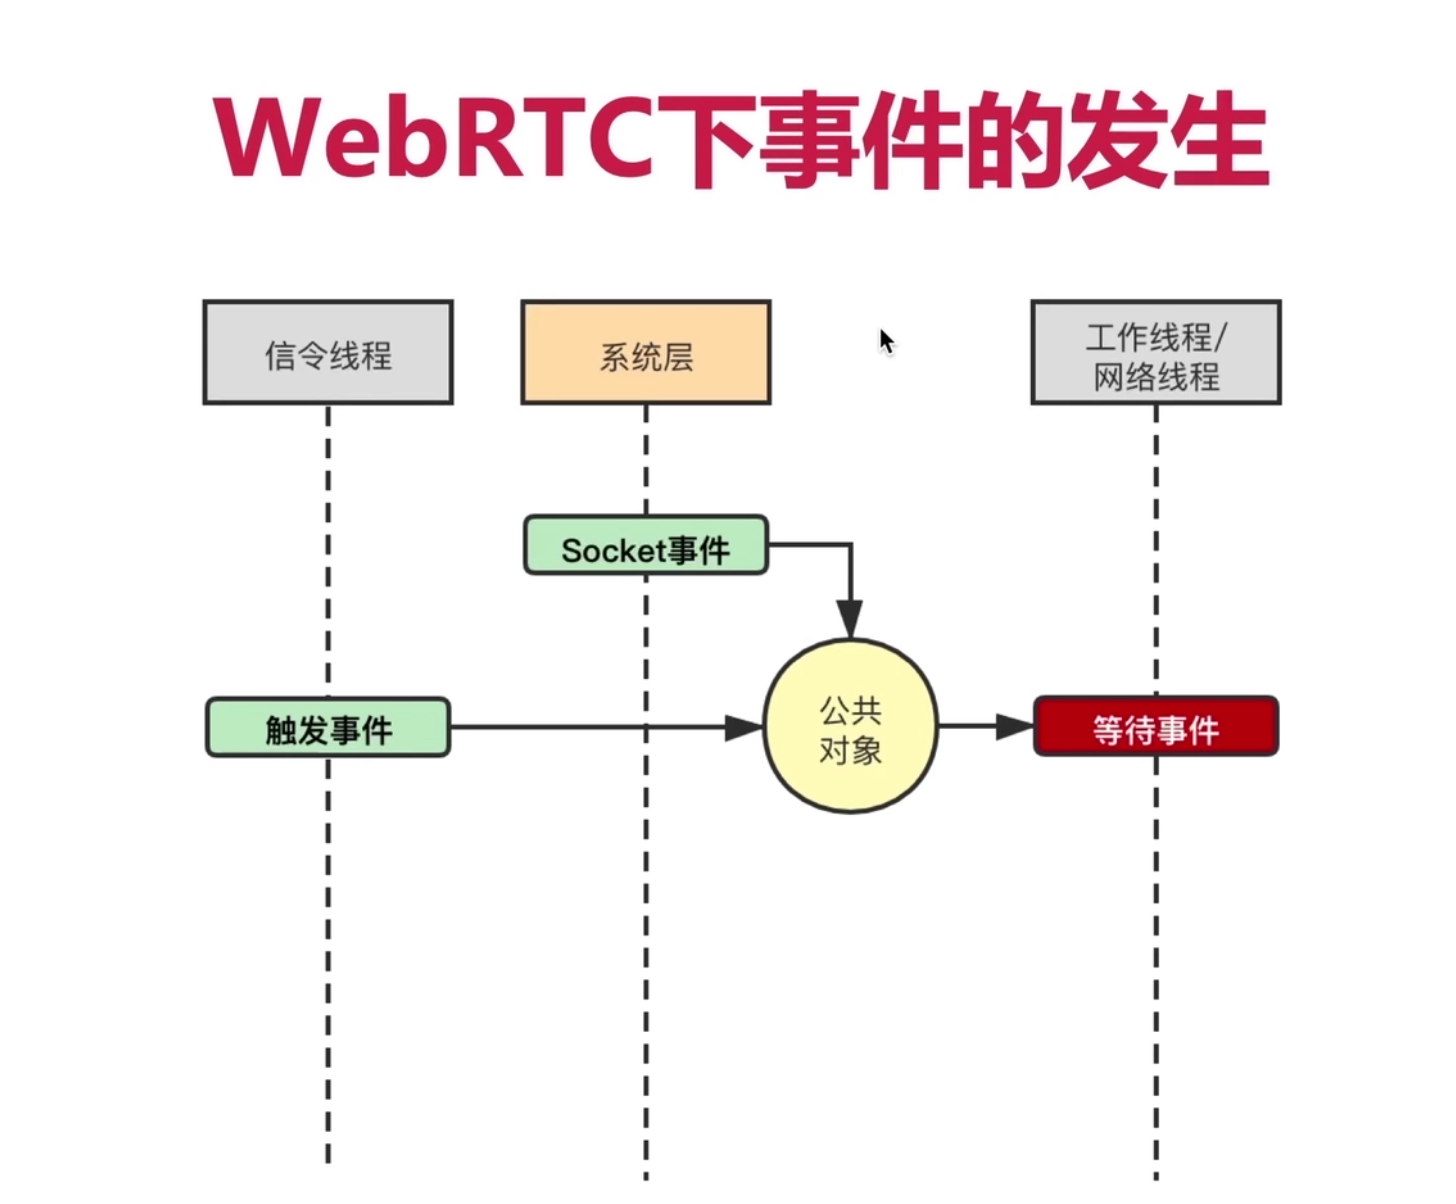 WebRTC下事件的发生
信令线程
系统层
工作线程/
网络线程
Socket事件
触发事件
公共
对象
等待事件